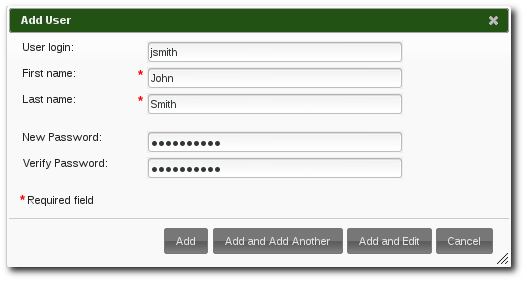 Add User
User login: jsmith
First name: * John
Last name: * Smith
New Password: ●●●●●●●●●●
Verify Password: ●●●●●●●●●●
* Required field
Add Add and Add Another Add and Edit Cancel